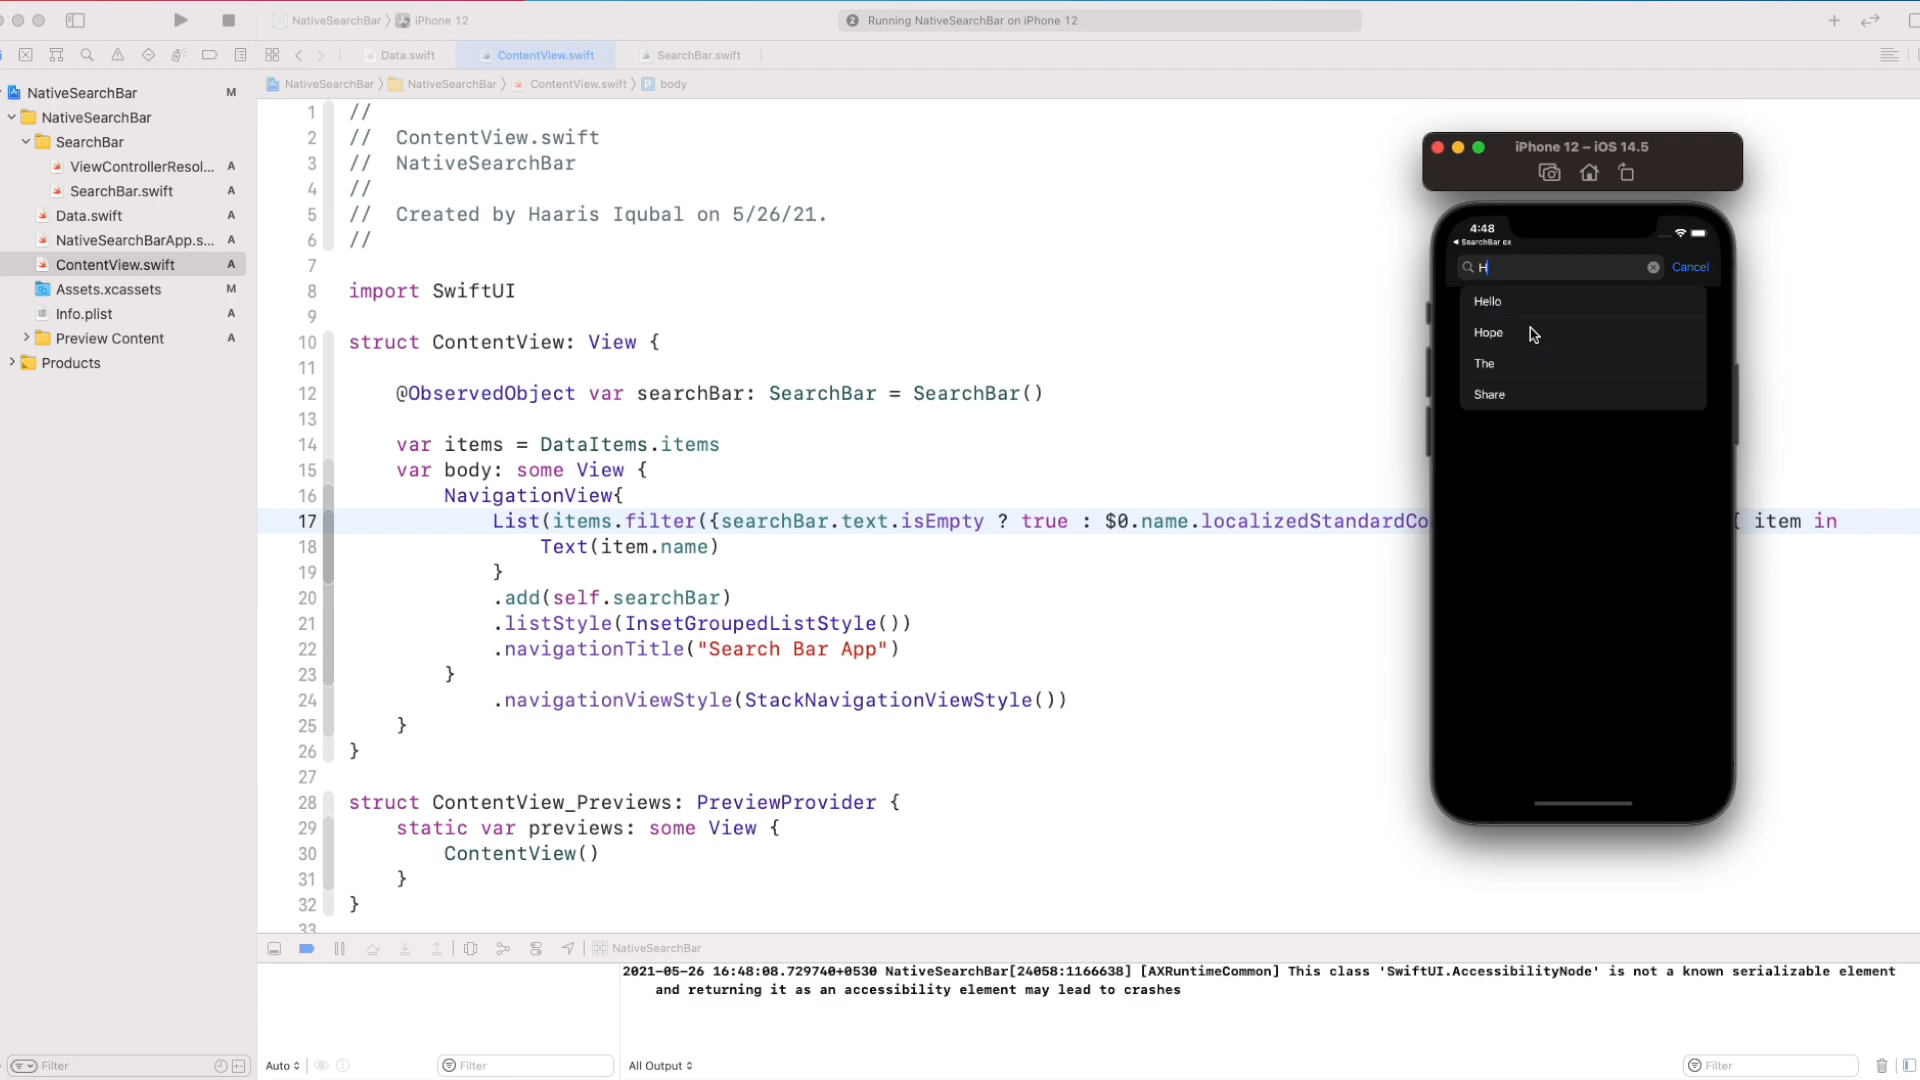 NativeSearchBar 〉 iPhone 12
2 Running NativeSearchBar on iPhone 12
Data.swift
ContentView.swift
SearchBar.swift
NativeSearchBar 〉 NativeSearchBar 〉 ContentView.swift 〉 P body
NativeSearchBar M
NativeSearchBar
SearchBar
ViewControllerResol... A
SearchBar.swift A
Data.swift A
NativeSearchBarApp.s... A
ContentView.swift A
Assets.xcassets M
Info.plist A
Preview Content A
Products
1 //
2 // ContentView.swift
3 // NativeSearchBar
4 //
5 // Created by Haaris Iqubal on 5/26/21.
6 //
7
8 import SwiftUI
9
10 struct ContentView: View {
11
12 @ObservedObject var searchBar: SearchBar = SearchBar()
13
14 var items = DataItems.items
15 var body: some View {
16 NavigationView{
17 List(items.filter({searchBar.text.isEmpty ? true : $0.name.localizedStandardCo { item in
18 Text(item.name)
19 }
20 .add(self.searchBar)
21 .listStyle(InsetGroupedListStyle())
22 .navigationTitle("Search Bar App")
23 }
24 .navigationViewStyle(StackNavigationViewStyle())
25 }
26 }
27
28 struct ContentView_Previews: PreviewProvider {
29 static var previews: some View {
30 ContentView()
31 }
32 }
33
iPhone 12 – iOS 14.5
4:48
◂ SearchBar ex
H Cancel
Hello
Hope
The
Share
NativeSearchBar
2021-05-26 16:48:08.729740+0530 NativeSearchBar[24058:1166638] [AXRuntimeCommon] This class 'SwiftUI.AccessibilityNode' is not a known serializable element
and returning it as an accessibility element may lead to crashes
Filter
Auto
Filter
All Output
Filter